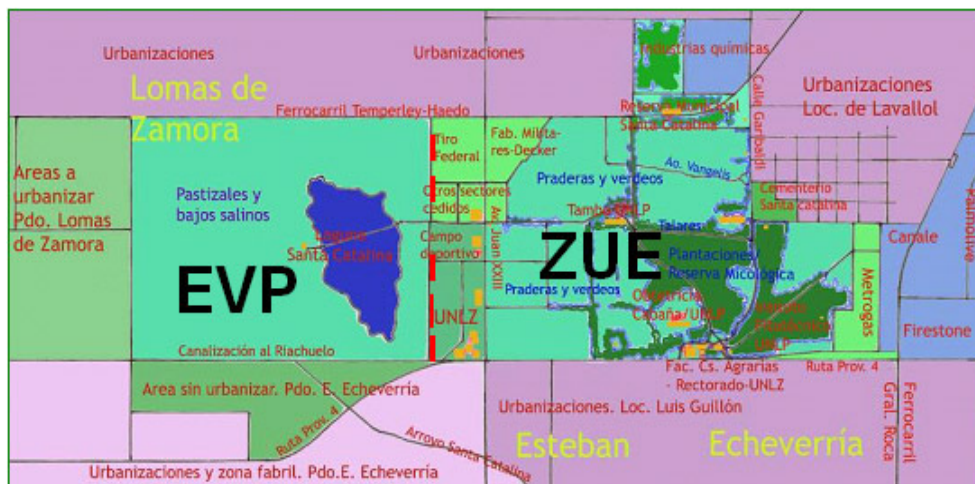 Urbanizaciones
Urbanizaciones
Industrias químicas
Lomas de
Zamora
Ferrocarril Temperley-Haedo
Reserva Municipal
Santa Catalina
Calle Garibaldi
Urbanizaciones
Loc. de Lavallol
Tiro
Federal
Fab. Milita-
res-Decker
Ao. Vangelis
Areas a
urbanizar
Pdo. Lomas
de Zamora
Pastizales y
bajos salinos
Otros sectores
cedidos
Praderas y verdeos
Cementerio
Santa catalina
Tambo UNLP
Talares
Laguna
Santa Catalina
Campo
deportivo
Av. Juan XXIII
ZUE
Plantaciones/
Reserva Micológica
Canale
EVP
Praderas y verdeos
Metrogas
UNLZ
Cabaña/UNLP
Instituto
Fitotécnico
UNLP
Firestone
Canalización al Riachuelo
Ruta Prov. 4
Fac. Cs. Agrarias
- Rectorado-UNLZ
Area sin urbanizar. Pdo. E. Echeverría
Ruta Prov. 4
Urbanizaciones. Loc. Luis Guillón
Ferrocarril
Gral. Roca
Esteban
Echeverría
Arroyo Santa Catalina
Urbanizaciones y zona fabril. Pdo.E. Echeverría